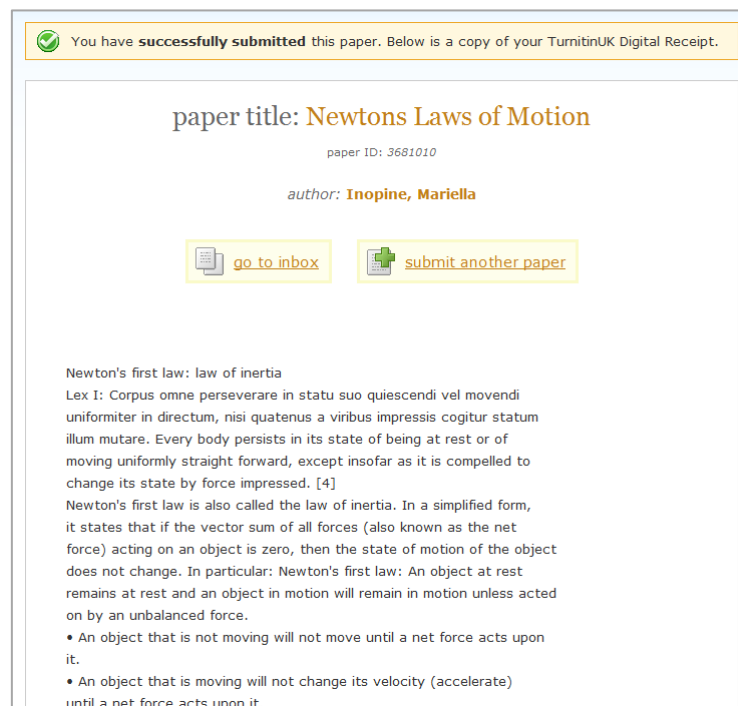 You have successfully submitted this paper. Below is a copy of your TurnitinUK Digital Receipt.
paper title: Newtons Laws of Motion
paper ID: 3681010
author: Inopine, Mariella
go to inbox
submit another paper
Newton's first law: law of inertia
Lex I: Corpus omne perseverare in statu suo quiescendi vel movendi
uniformiter in directum, nisi quatenus a viribus impressis cogitur statum
illum mutare. Every body persists in its state of being at rest or of
moving uniformly straight forward, except insofar as it is compelled to
change its state by force impressed. [4]
Newton's first law is also called the law of inertia. In a simplified form,
it states that if the vector sum of all forces (also known as the net
force) acting on an object is zero, then the state of motion of the object
does not change. In particular: Newton's first law: An object at rest
remains at rest and an object in motion will remain in motion unless acted
on by an unbalanced force.
• An object that is not moving will not move until a net force acts upon
it.
• An object that is moving will not change its velocity (accelerate)
until a net force acts upon it